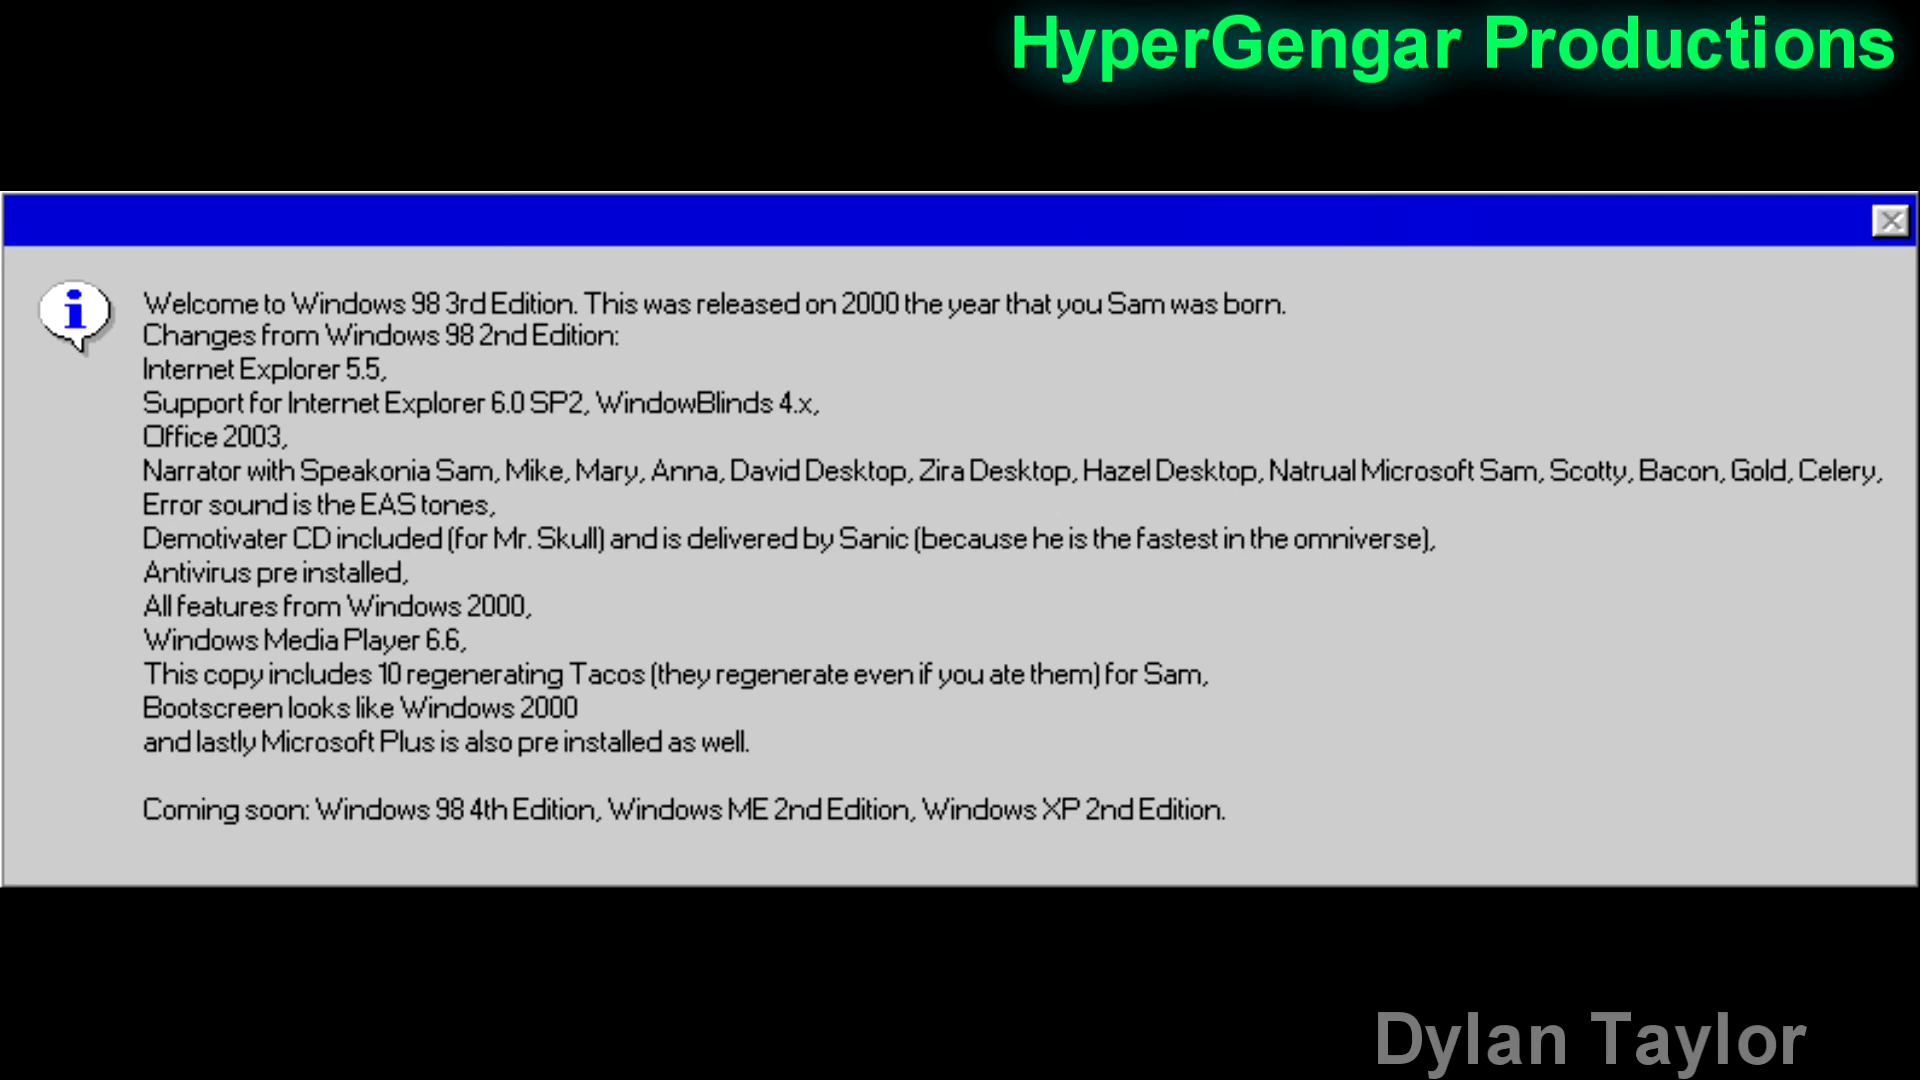 HyperGengar Productions
Welcome to Windows 98 3rd Edition. This was released on 2000 the year that you Sam was born.
Changes from Windows 98 2nd Edition:
Internet Explorer 5.5,
Support for Internet Explorer 6.0 SP2, WindowBlinds 4.x,
Office 2003,
Narrator with Speakonia Sam, Mike, Mary, Anna, David Desktop, Zira Desktop, Hazel Desktop, Natrual Microsoft Sam, Scotty, Bacon, Gold, Celery,
Error sound is the EAS tones,
Demotivater CD included (for Mr. Skull) and is delivered by Sanic (because he is the fastest in the omniverse),
Antivirus pre installed,
All features from Windows 2000,
Windows Media Player 6.6,
This copy includes 10 regenerating Tacos (they regenerate even if you ate them) for Sam,
Bootscreen looks like Windows 2000
and lastly Microsoft Plus is also pre installed as well.
Coming soon: Windows 98 4th Edition, Windows ME 2nd Edition, Windows XP 2nd Edition.
Dylan Taylor